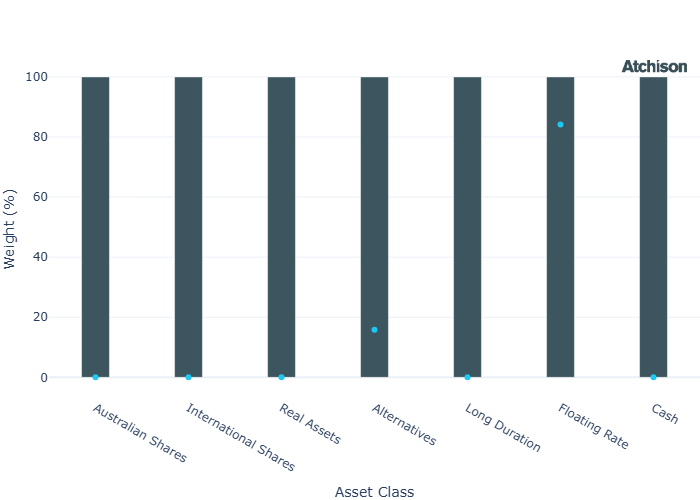 Atchison
100
80
60
40
20
0
Weight (%)
Australian Shares
International Shares
Real Assets
Alternatives
Long Duration
Floating Rate
Cash
Asset Class